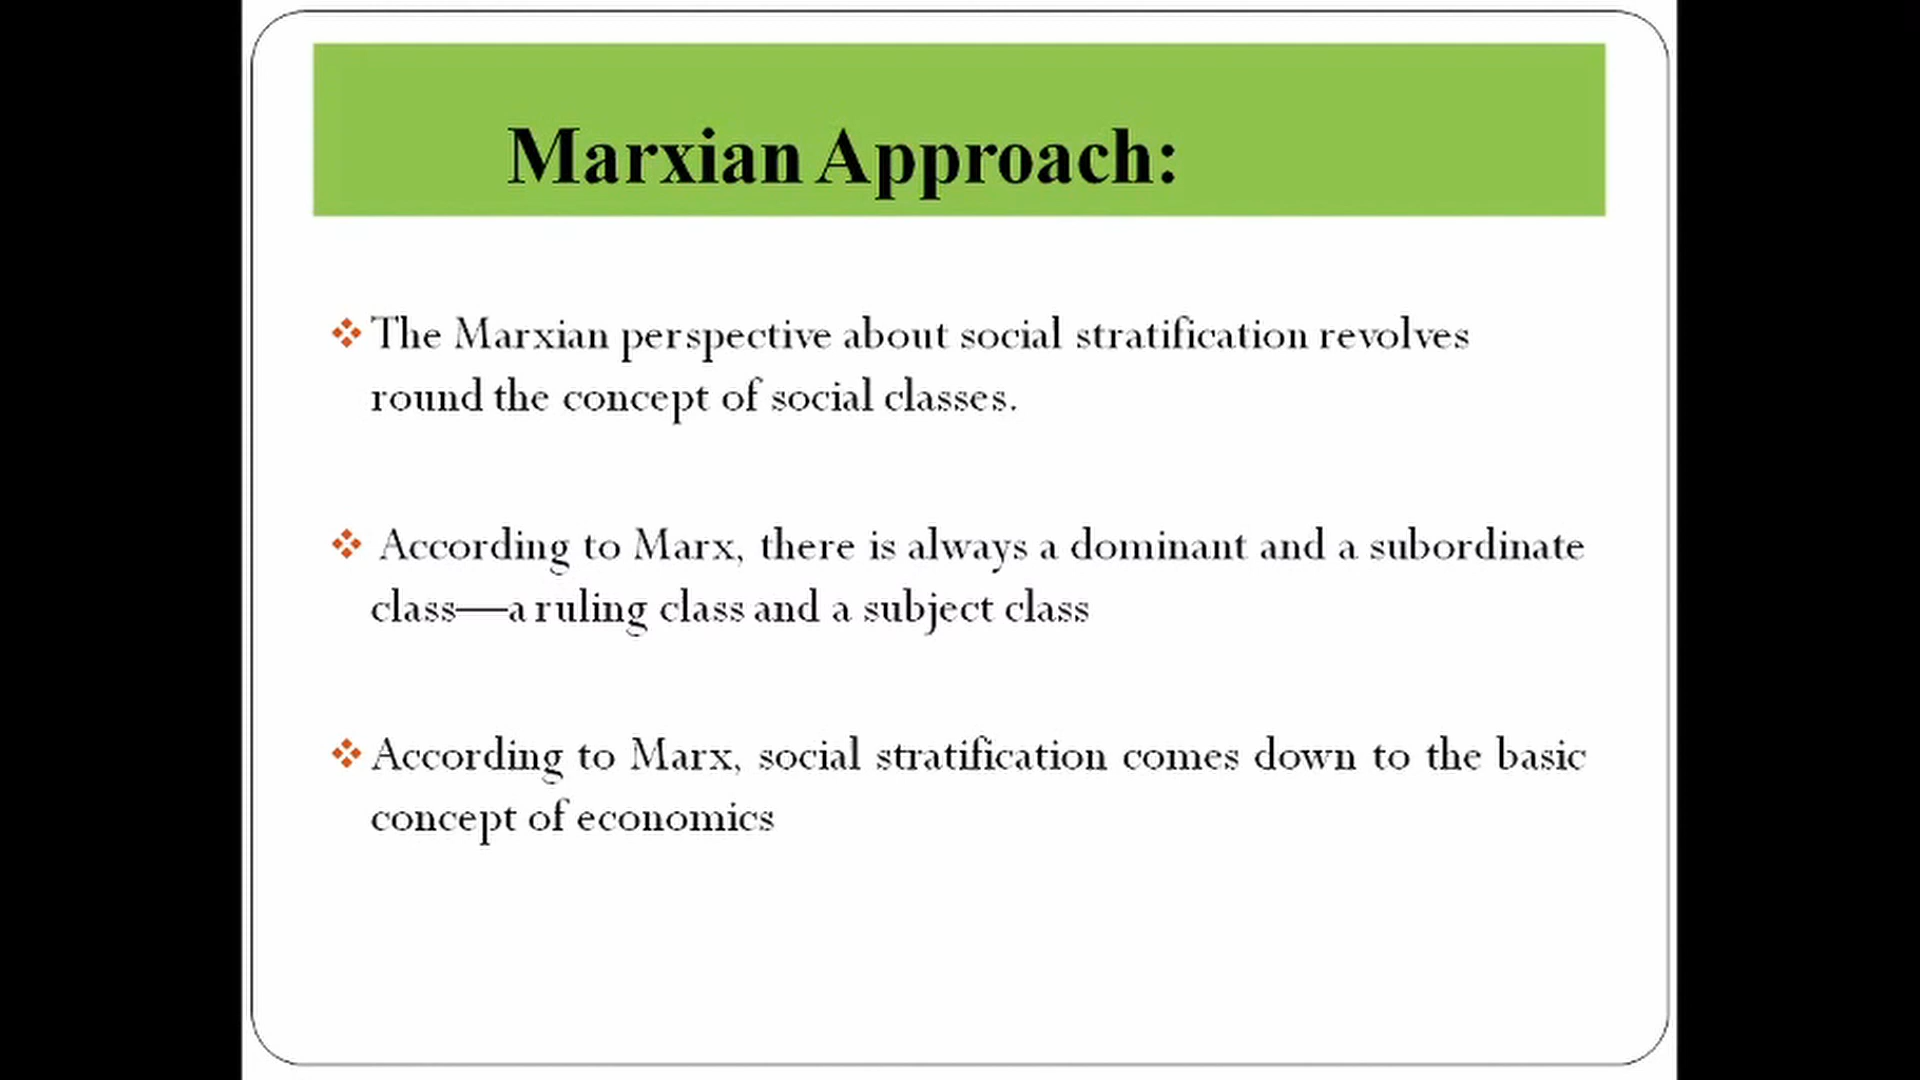 Marxian Approach:
The Marxian perspective about social stratification revolves
round the concept of social classes.
According to Marx, there is always a dominant and a subordinate
class—a ruling class and a subject class
According to Marx, social stratification comes down to the basic
concept of economics